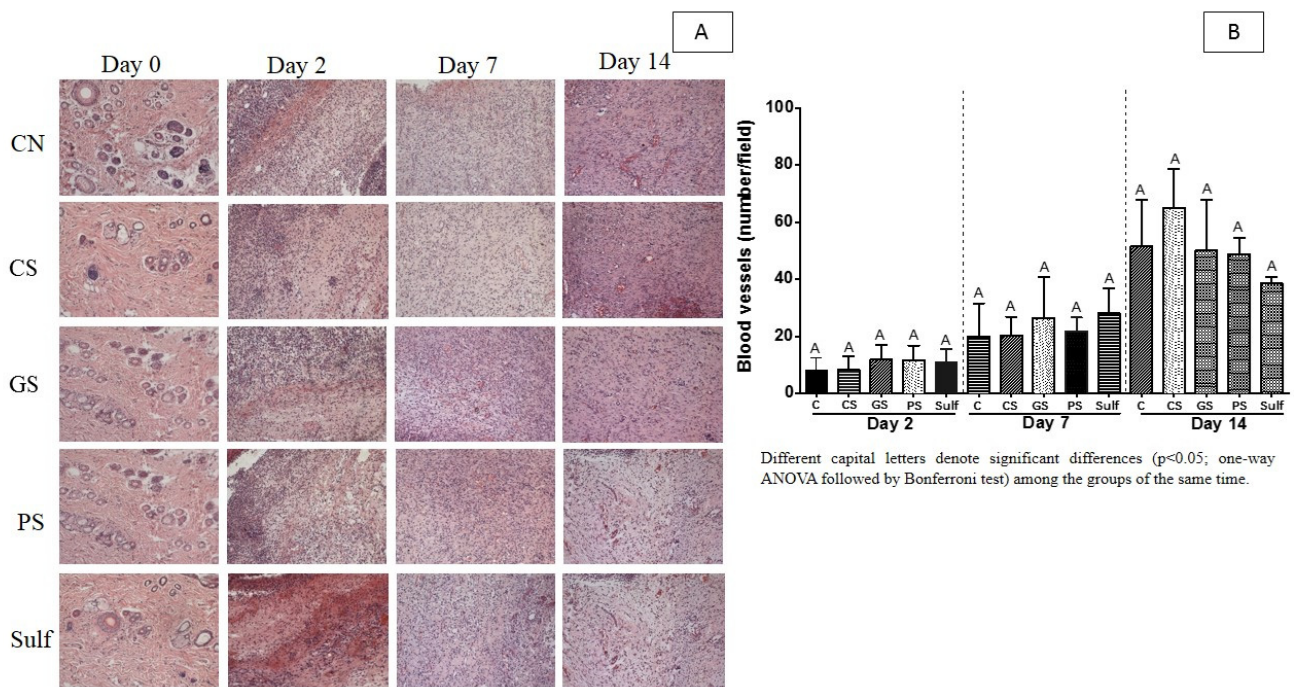 A
Day 0 Day 2 Day 7 Day 14
CN
CS
GS
PS
Sulf
B
Blood vessels (number/field)
100
80
60
40
20
0
A A A A A A A A A A A A A A A
C CS GS PS Sulf C CS GS PS Sulf C CS GS PS Sulf
Day 2 Day 7 Day 14
Different capital letters denote significant differences (p<0.05; one-way
ANOVA followed by Bonferroni test) among the groups of the same time.